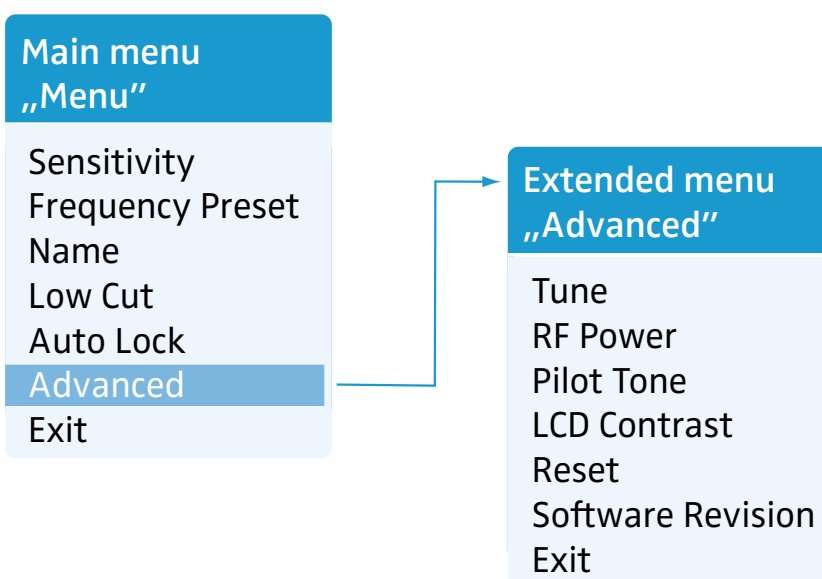 Main menu
„Menu”
Sensitivity
Frequency Preset
Name
Low Cut
Auto Lock
Advanced
Exit
Extended menu
„Advanced”
Tune
RF Power
Pilot Tone
LCD Contrast
Reset
Software Revision
Exit